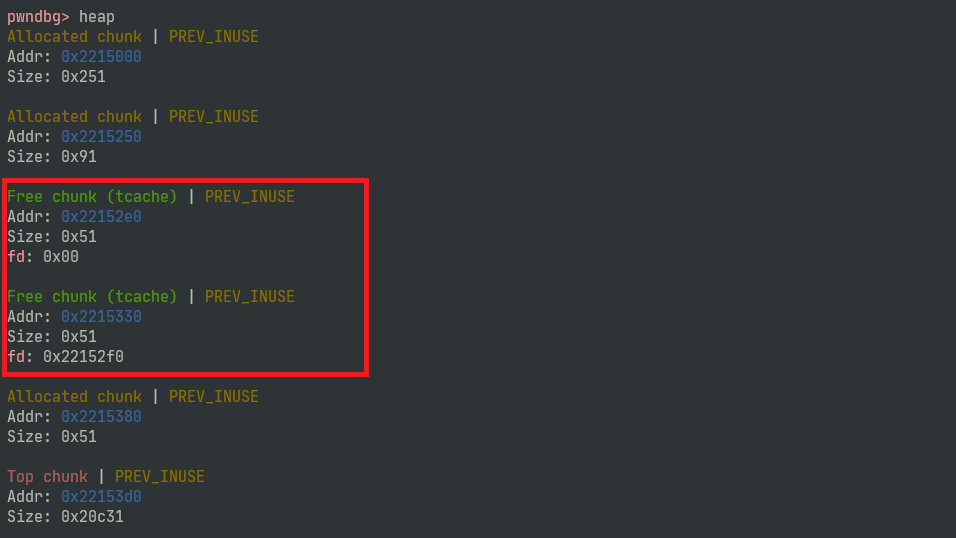 pwndbg> heap
Allocated chunk | PREV_INUSE
Addr: 0x2215000
Size: 0x251
Allocated chunk | PREV_INUSE
Addr: 0x2215250
Size: 0x91
Free chunk (tcache) | PREV_INUSE
Addr: 0x22152e0
Size: 0x51
fd: 0x00
Free chunk (tcache) | PREV_INUSE
Addr: 0x2215330
Size: 0x51
fd: 0x22152f0
Allocated chunk | PREV_INUSE
Addr: 0x2215380
Size: 0x51
Top chunk | PREV_INUSE
Addr: 0x22153d0
Size: 0x20c31